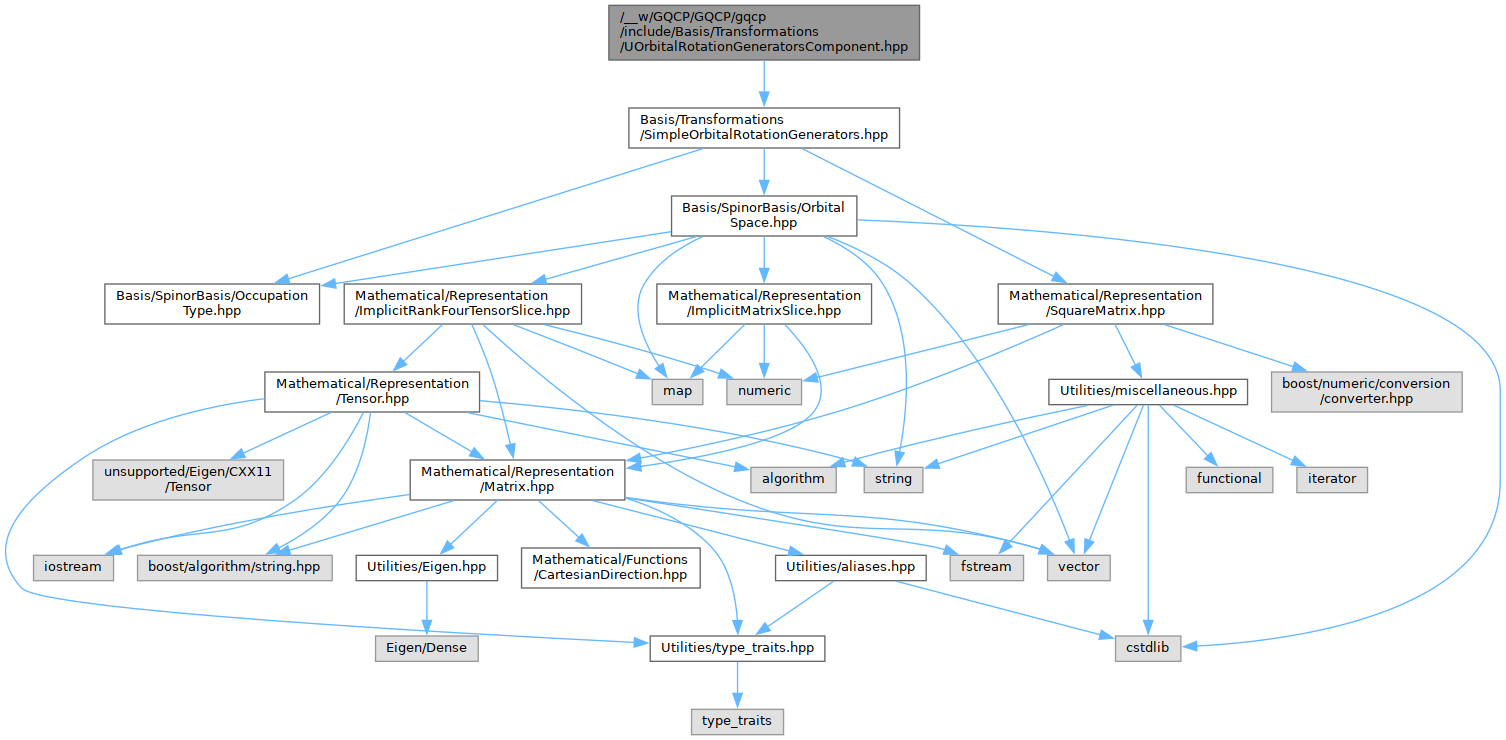 /__w/GQCP/GQCP/gqcp
/include/Basis/Transformations
/UOrbitalRotationGeneratorsComponent.hpp
Basis/Transformations
/SimpleOrbitalRotationGenerators.hpp
Basis/SpinorBasis/Orbital
Space.hpp
Basis/SpinorBasis/Occupation
Type.hpp
Mathematical/Representation
/ImplicitRankFourTensorSlice.hpp
Mathematical/Representation
/ImplicitMatrixSlice.hpp
Mathematical/Representation
/SquareMatrix.hpp
Mathematical/Representation
/Tensor.hpp
map
numeric
Utilities/miscellaneous.hpp
boost/numeric/conversion
/converter.hpp
unsupported/Eigen/CXX11
/Tensor
Mathematical/Representation
/Matrix.hpp
algorithm
string
functional
iterator
iostream
boost/algorithm/string.hpp
Utilities/Eigen.hpp
Mathematical/Functions
/CartesianDirection.hpp
Utilities/aliases.hpp
fstream
vector
Eigen/Dense
Utilities/type_traits.hpp
cstdlib
type_traits